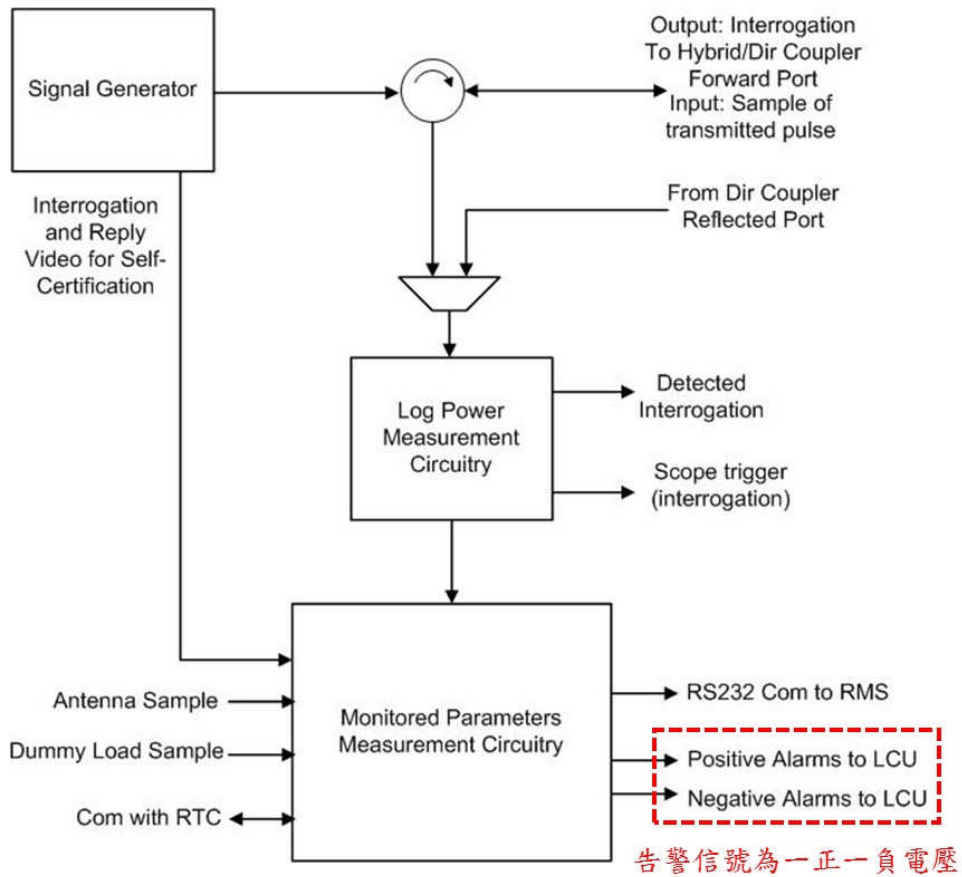 Signal Generator
Output: Interrogation
To Hybrid/Dir Coupler
Forward Port
Input: Sample of
transmitted pulse
Interrogation
and Reply
Video for Self-
Certification
From Dir Coupler
Reflected Port
Log Power
Measurement
Circuitry
Detected
Interrogation
Scope trigger
(interrogation)
Antenna Sample
Dummy Load Sample
Com with RTC
Monitored Parameters
Measurement Circuitry
RS232 Com to RMS
Positive Alarms to LCU
Negative Alarms to LCU
告警信號為一正一負電壓